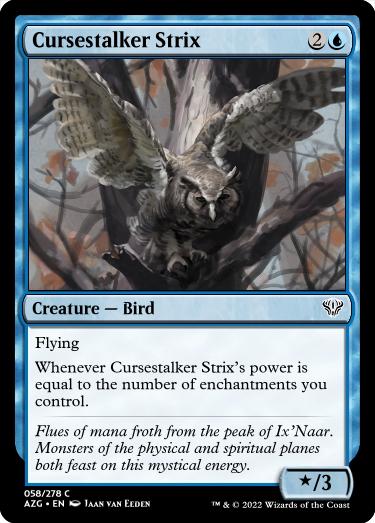 Cursestalker Strix 2
Creature — Bird
Flying
Whenever Cursestalker Strix's power is
equal to the number of enchantments you
control.
Flues of mana froth from the peak of Ix'Naar.
Monsters of the physical and spiritual planes
both feast on this mystical energy.
★/3
058/278 C
AZG • EN Jaan van Eeden
™ & © 2022 Wizards of the Coast